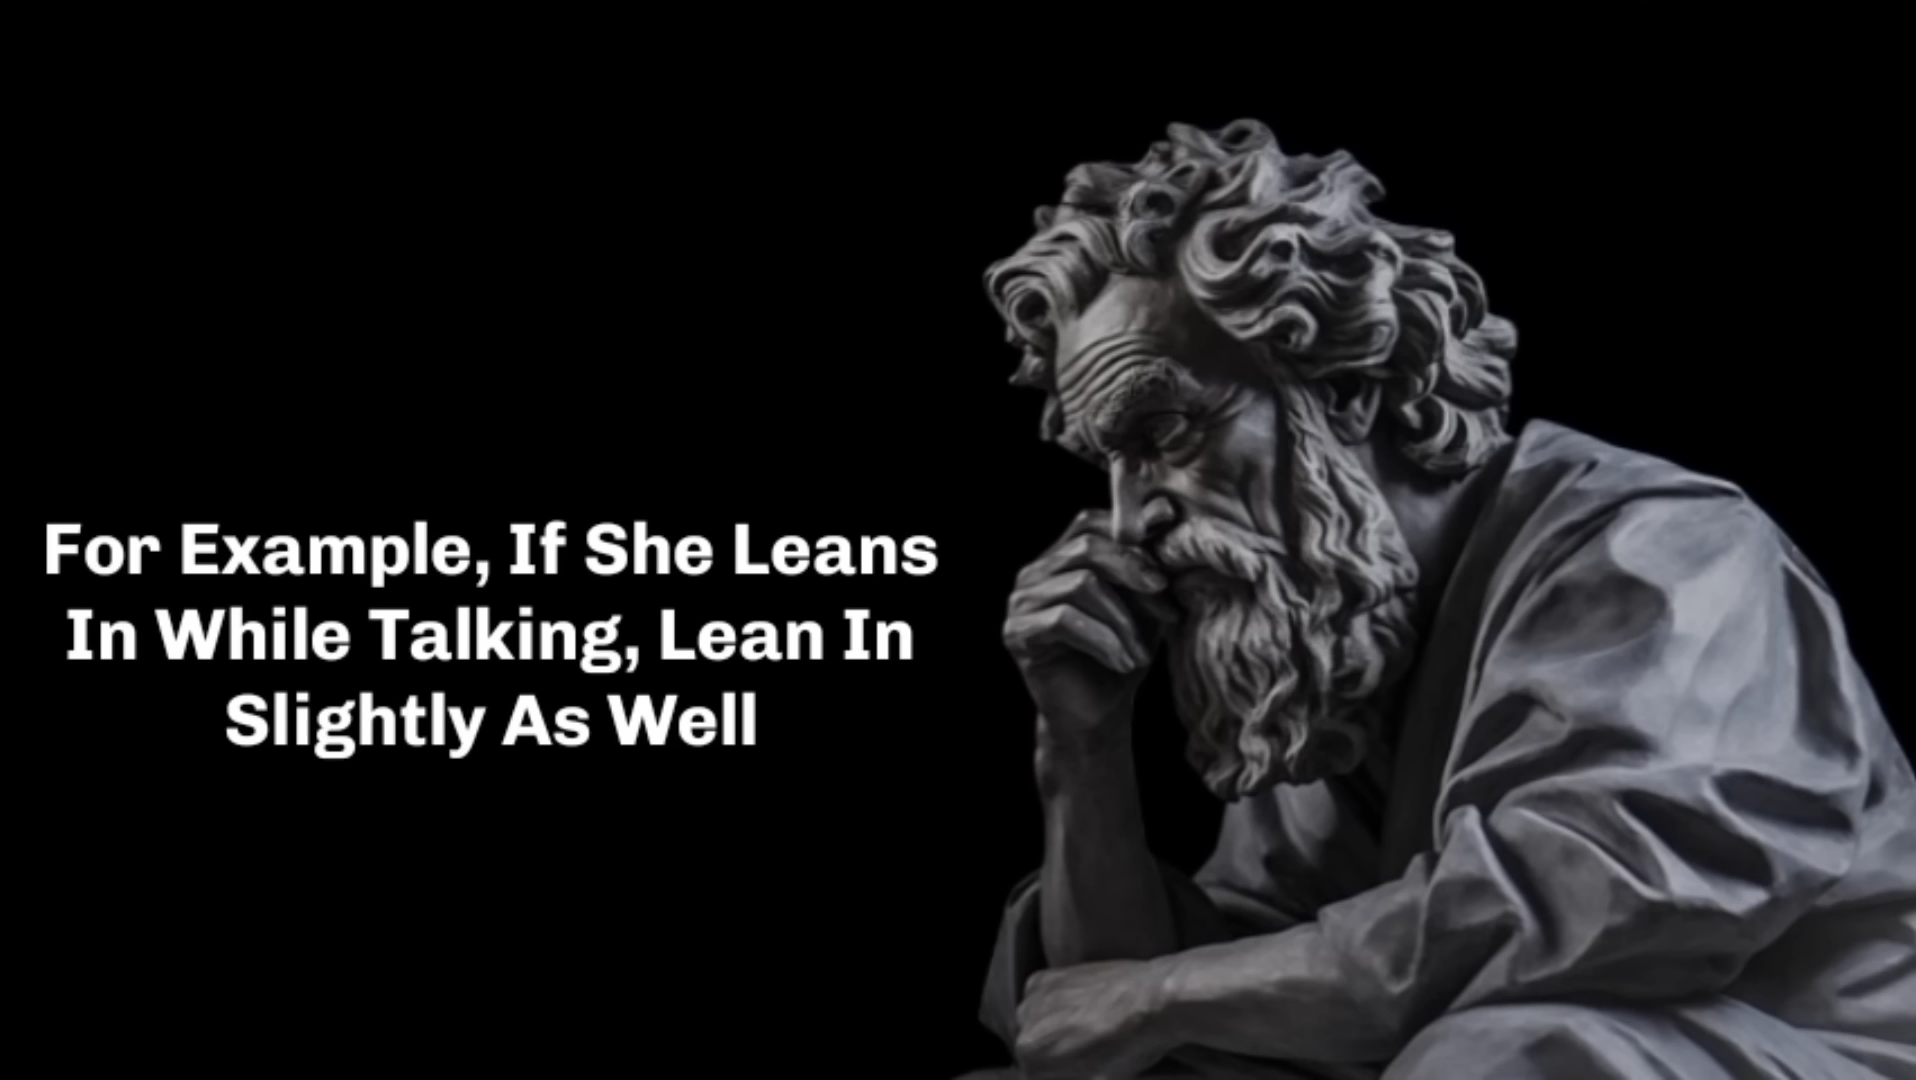 For Example, If She Leans
In While Talking, Lean In
Slightly As Well